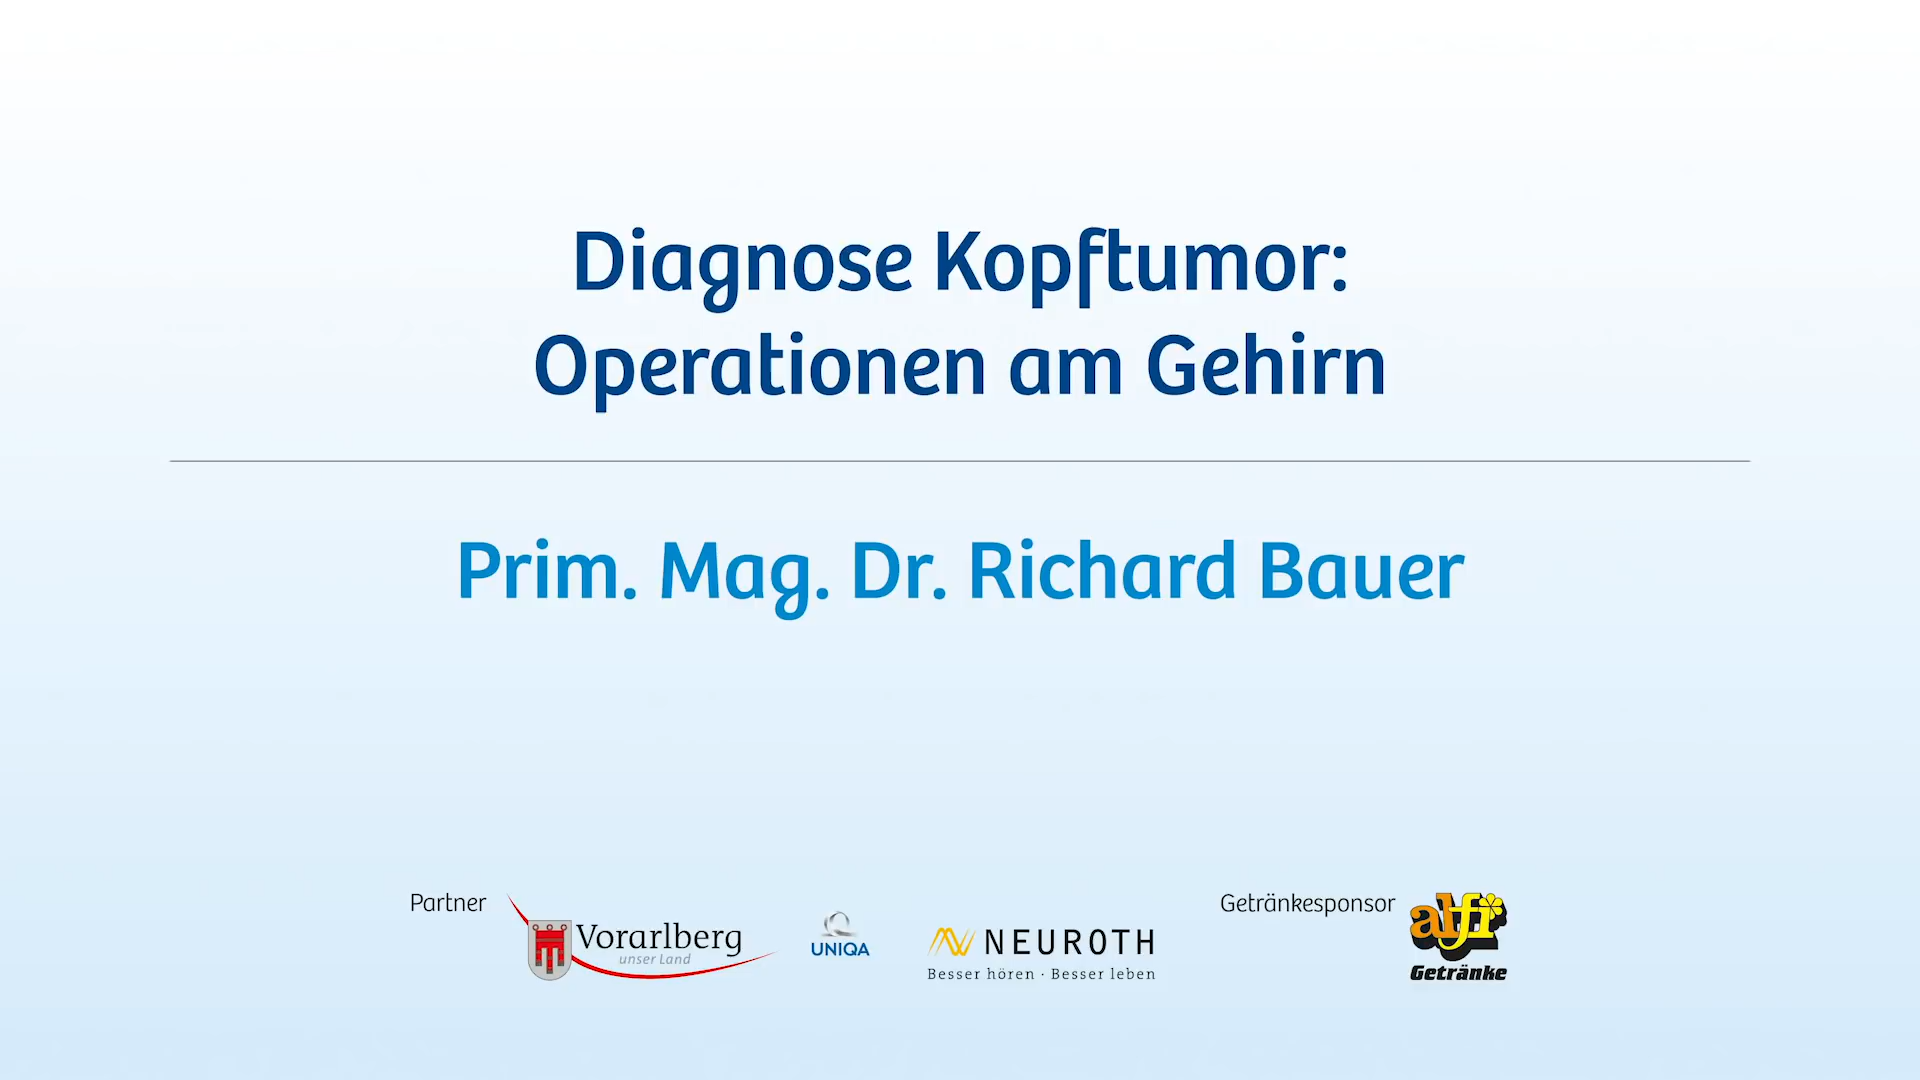 Diagnose Kopftumor:
Operationen am Gehirn
Prim. Mag. Dr. Richard Bauer
Partner
Vorarlberg
unser Land
UNIQA
NEUROTH
Besser hören · Besser leben
Getränkesponsor
alfi
Getränke